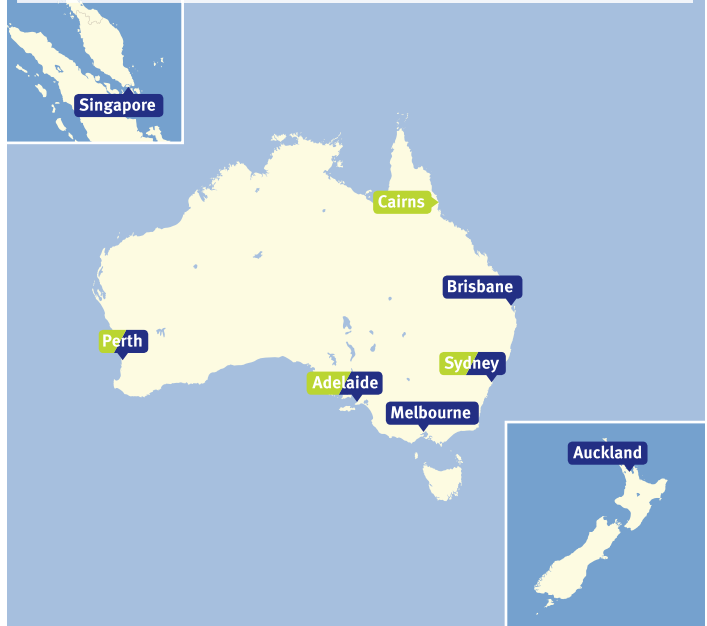 Singapore
Cairns
Brisbane
Perth
Sydney
Adelaide
Melbourne
Auckland